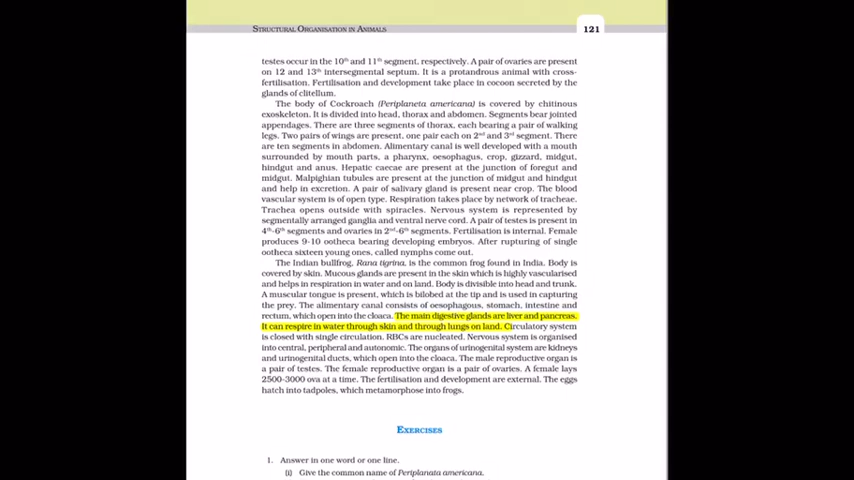 STRUCTURAL ORGANISATION IN ANIMALS 121
testes occur in the 10th and 11th segment, respectively. A pair of ovaries are present
on 12 and 13th intersegmental septum. It is a protandrous animal with cross-
fertilisation. Fertilisation and development take place in cocoon secreted by the
glands of clitellum.
The body of Cockroach (Periplaneta americana) is covered by chitinous
exoskeleton. It is divided into head, thorax and abdomen. Segments bear jointed
appendages. There are three segments of thorax, each bearing a pair of walking
legs. Two pairs of wings are present, one pair each on 2nd and 3rd segment. There
are ten segments in abdomen. Alimentary canal is well developed with a mouth
surrounded by mouth parts, a pharynx, oesophagus, crop, gizzard, midgut,
hindgut and anus. Hepatic caecae are present at the junction of foregut and
midgut. Malpighian tubules are present at the junction of midgut and hindgut
and help in excretion. A pair of salivary gland is present near crop. The blood
vascular system is of open type. Respiration takes place by network of tracheae.
Trachea opens outside with spiracles. Nervous system is represented by
segmentally arranged ganglia and ventral nerve cord. A pair of testes is present in
4th-6th segments and ovaries in 2nd-6th segments. Fertilisation is internal. Female
produces 9-10 ootheca bearing developing embryos. After rupturing of single
ootheca sixteen young ones, called nymphs come out.
The Indian bullfrog, Rana tigrina, is the common frog found in India. Body is
covered by skin. Mucous glands are present in the skin which is highly vascularised
and helps in respiration in water and on land. Body is divisible into head and trunk.
A muscular tongue is present, which is bilobed at the tip and is used in capturing
the prey. The alimentary canal consists of oesophagous, stomach, intestine and
rectum, which open into the cloaca. The main digestive glands are liver and pancreas.
It can respire in water through skin and through lungs on land. Circulatory system
is closed with single circulation. RBCs are nucleated. Nervous system is organised
into central, peripheral and autonomic. The organs of urinogenital system are kidneys
and urinogenital ducts, which open into the cloaca. The male reproductive organ is
a pair of testes. The female reproductive organ is a pair of ovaries. A female lays
2500-3000 ova at a time. The fertilisation and development are external. The eggs
hatch into tadpoles, which metamorphose into frogs.
EXERCISES
1. Answer in one word or one line.
(i) Give the common name of Periplanata americana.